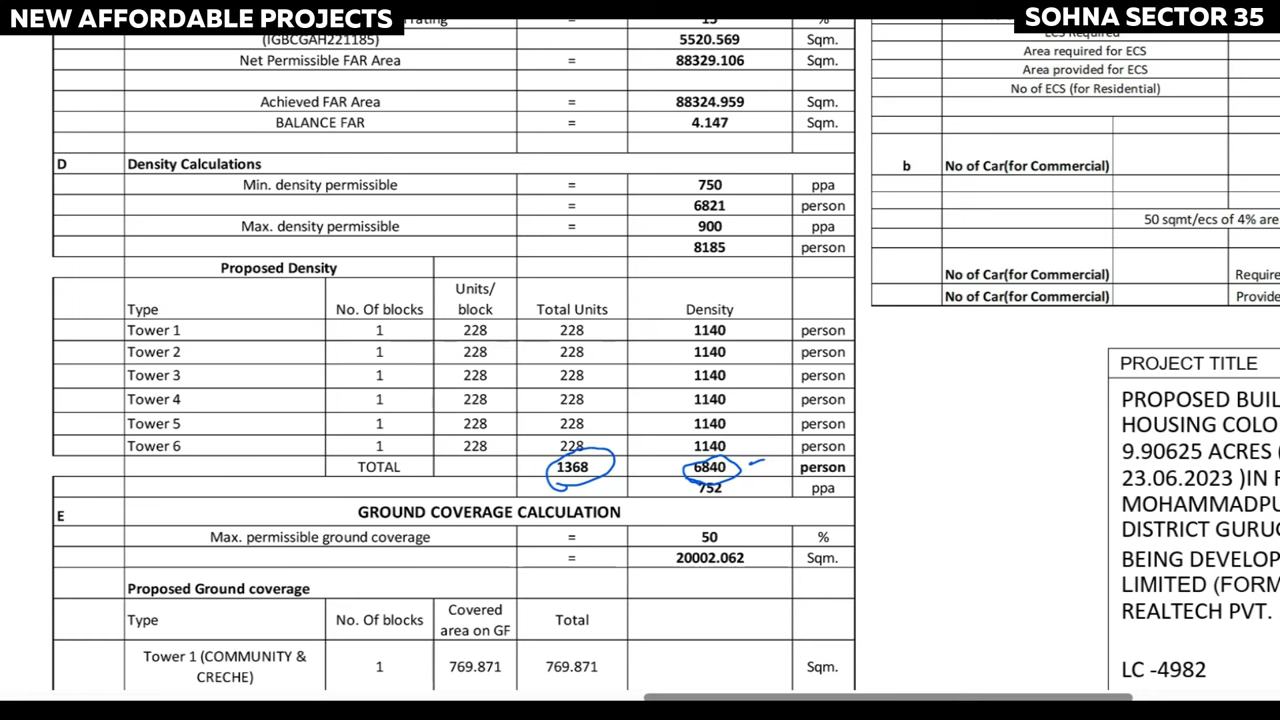 NEW AFFORDABLE PROJECTS
SOHNA SECTOR 35
rating 15 %
(IGBCGAH221185) 5520.569 Sqm.
Net Permissible FAR Area = 88329.106 Sqm.
Achieved FAR Area = 88324.959 Sqm.
BALANCE FAR = 4.147 Sqm.
D Density Calculations
Min. density permissible = 750 ppa
= 6821 person
Max. density permissible = 900 ppa
8185 person
Proposed Density
Type No. Of blocks Units/ block Total Units Density
Tower 1 1 228 228 1140 person
Tower 2 1 228 228 1140 person
Tower 3 1 228 228 1140 person
Tower 4 1 228 228 1140 person
Tower 5 1 228 228 1140 person
Tower 6 1 228 228 1140 person
TOTAL 1368 6840 person
752 ppa
E GROUND COVERAGE CALCULATION
Max. permissible ground coverage = 50 %
= 20002.062 Sqm.
Proposed Ground coverage
Type No. Of blocks Covered area on GF Total
Tower 1 (COMMUNITY & CRECHE) 1 769.871 769.871 Sqm.
ECS Required
Area required for ECS
Area provided for ECS
No of ECS (for Residential)
b No of Car(for Commercial)
50 sqmt/ecs of 4% are
No of Car(for Commercial) Require
No of Car(for Commercial) Provide
PROJECT TITLE
PROPOSED BUIL
HOUSING COLO
9.90625 ACRES (
23.06.2023 )IN
MOHAMMADPU
DISTRICT GURUG
BEING DEVELOP
LIMITED (FORM
REALTECH PVT.
LC -4982